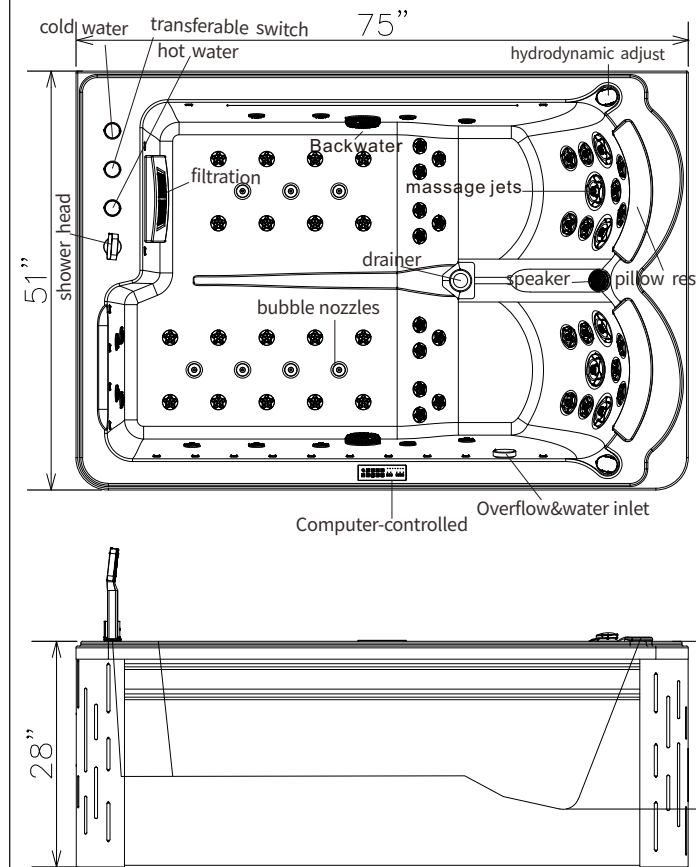 75”
cold water
transferable switch
hot water
hydrodynamic adjust
Backwater
filtration
massage jets
shower head
51”
drainer
speaker
pillow res
bubble nozzles
Overflow&water inlet
Computer-controlled
28”